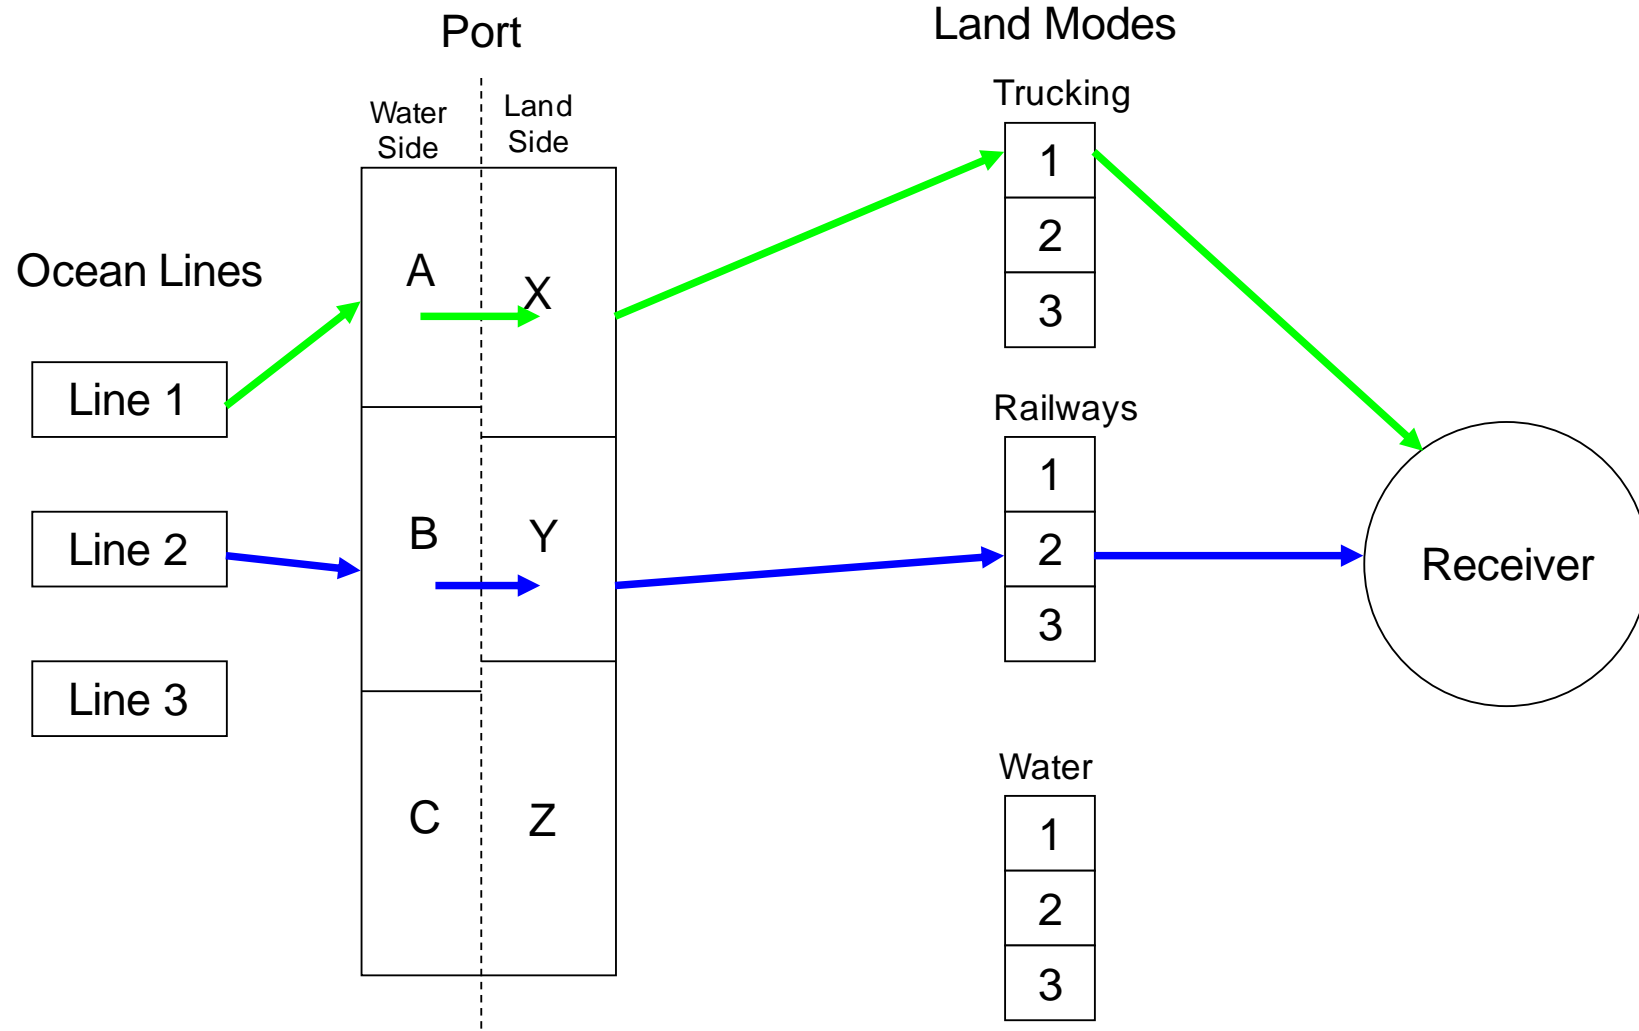 Port
Land Modes
Water
Side
Land
Side
Trucking
1
2
3
Ocean Lines
A
X
Line 1
Railways
1
2
3
Line 2
B
Y
Receiver
Line 3
C
Z
Water
1
2
3